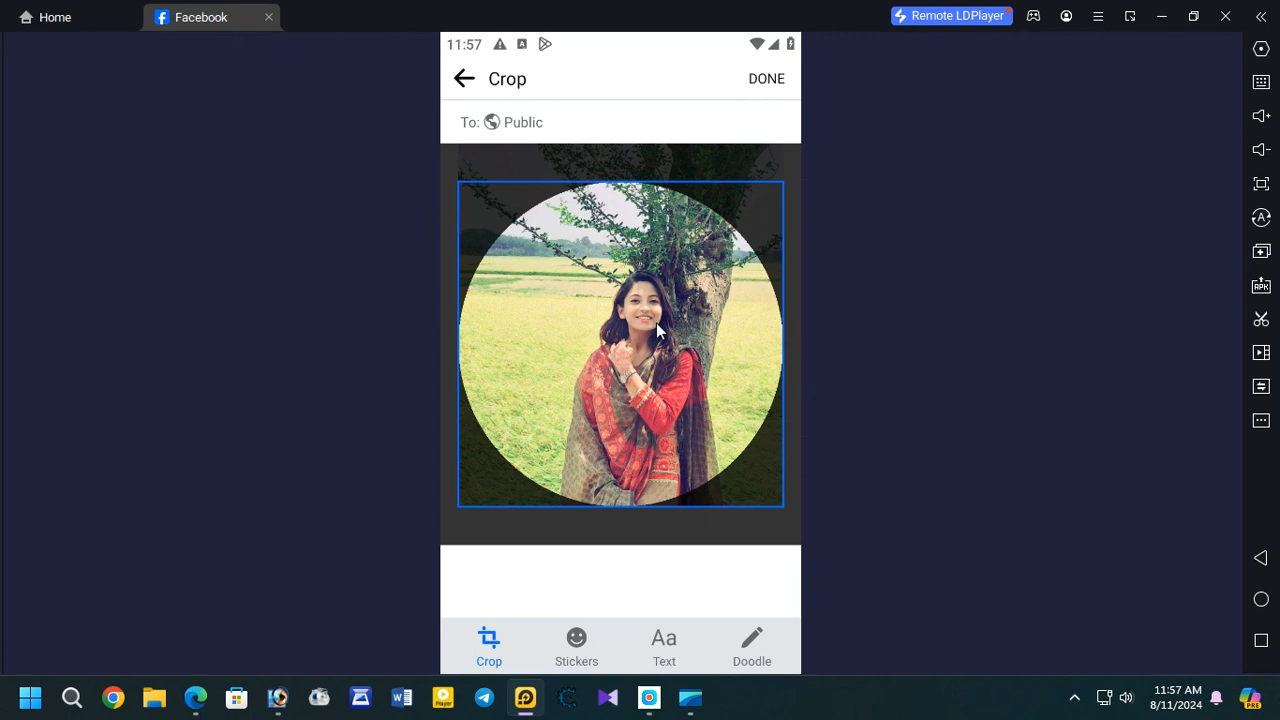 Home
Facebook
Remote LDPlayer
11:57
Crop
DONE
To: Public
Crop
Stickers
Aa
Text
Doodle
11:57 AM
8/11/2024